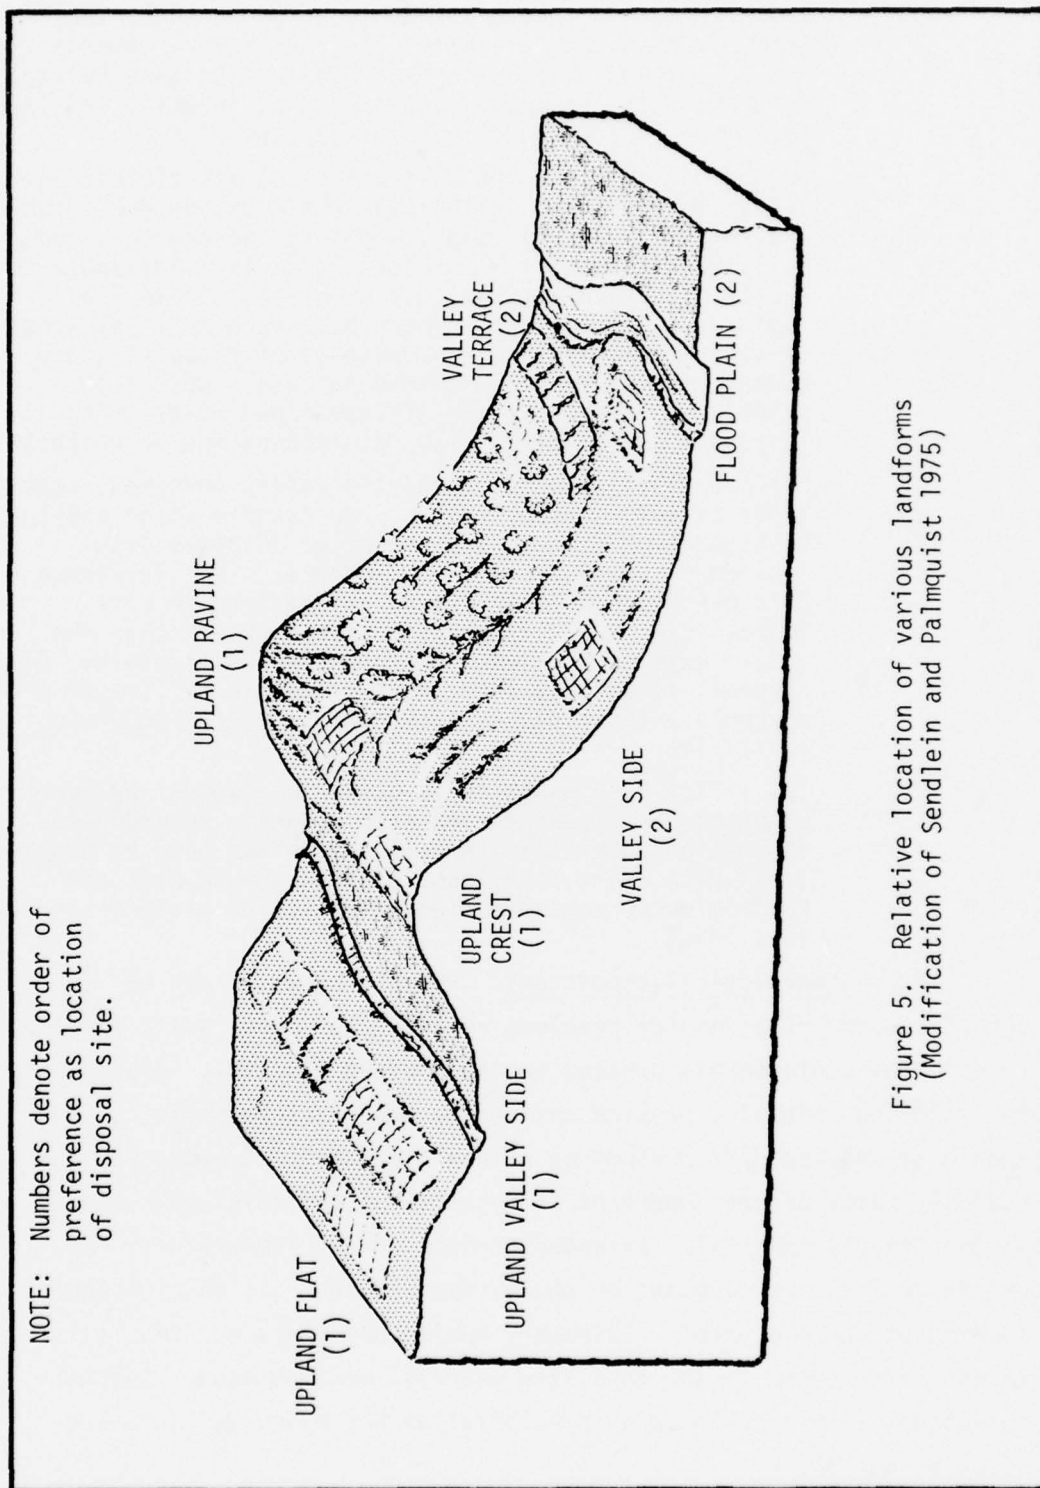 NOTE: Numbers denote order of
preference as location
of disposal site.
UPLAND FLAT
(1)
UPLAND VALLEY SIDE
(1)
UPLAND
CREST
(1)
UPLAND RAVINE
(1)
VALLEY SIDE
(2)
VALLEY
TERRACE
(2)
FLOOD PLAIN (2)
Figure 5. Relative location of various landforms
(Modification of Sendlein and Palmquist 1975)